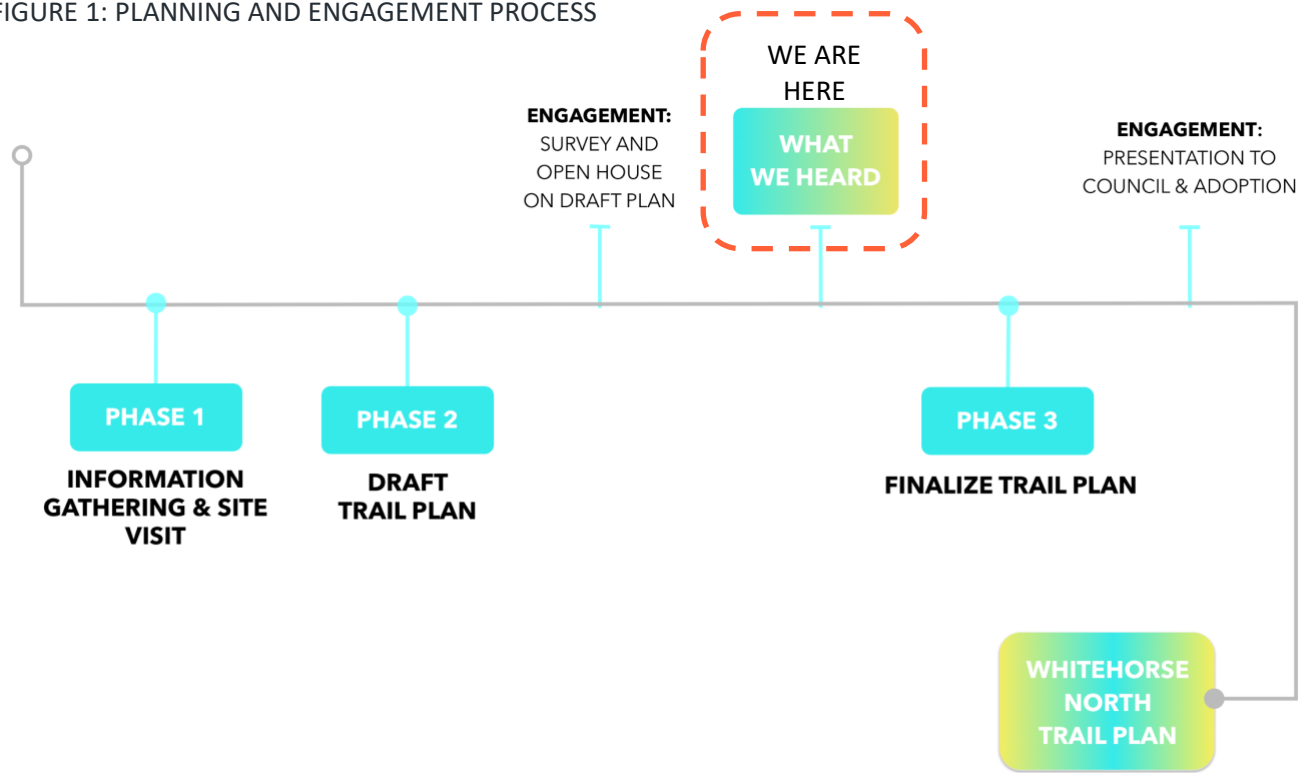 FIGURE 1: PLANNING AND ENGAGEMENT PROCESS
WE ARE
HERE
ENGAGEMENT:
SURVEY AND
OPEN HOUSE
ON DRAFT PLAN
WHAT
WE HEARD
ENGAGEMENT:
PRESENTATION TO
COUNCIL & ADOPTION
PHASE 1
INFORMATION
GATHERING & SITE
VISIT
PHASE 2
DRAFT
TRAIL PLAN
PHASE 3
FINALIZE TRAIL PLAN
WHITEHORSE
NORTH
TRAIL PLAN